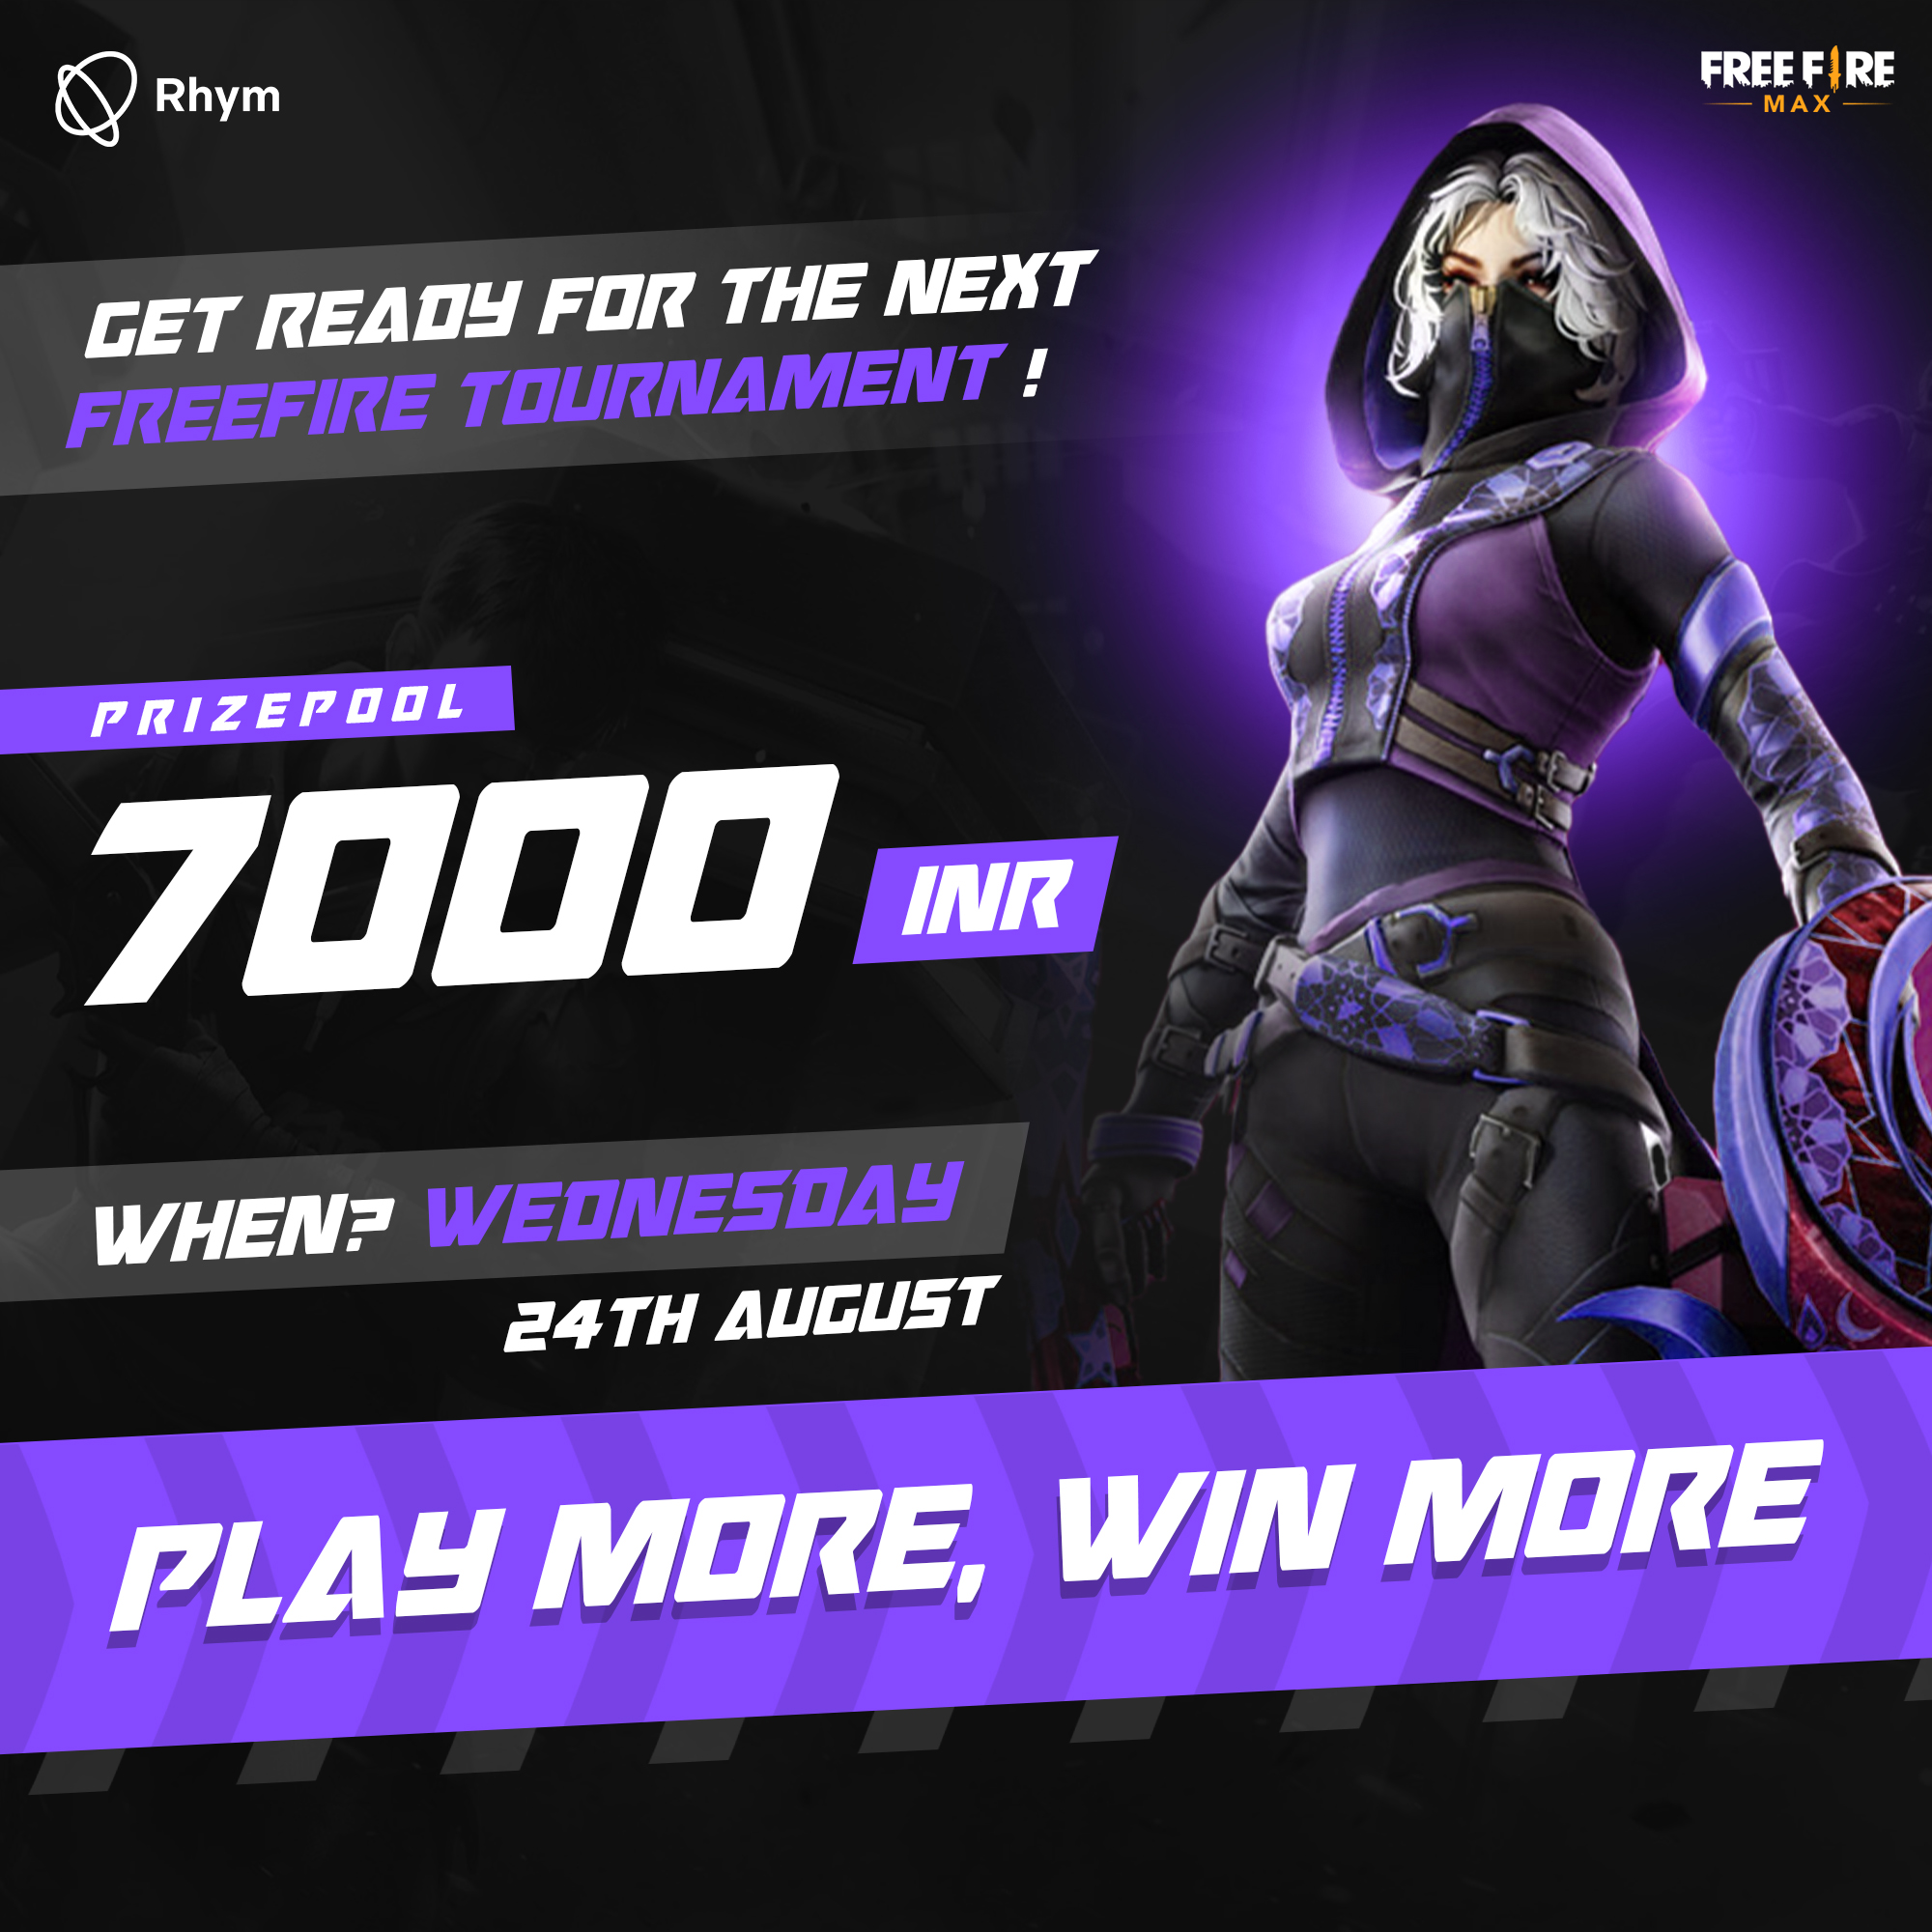 Rhym
FREE FIRE
MAX
GET READY FOR THE NEXT
FREEFIRE TOURNAMENT !
PRIZEPOOL
7000 INR
WHEN? WEDNESDAY
24TH AUGUST
PLAY MORE, WIN MORE